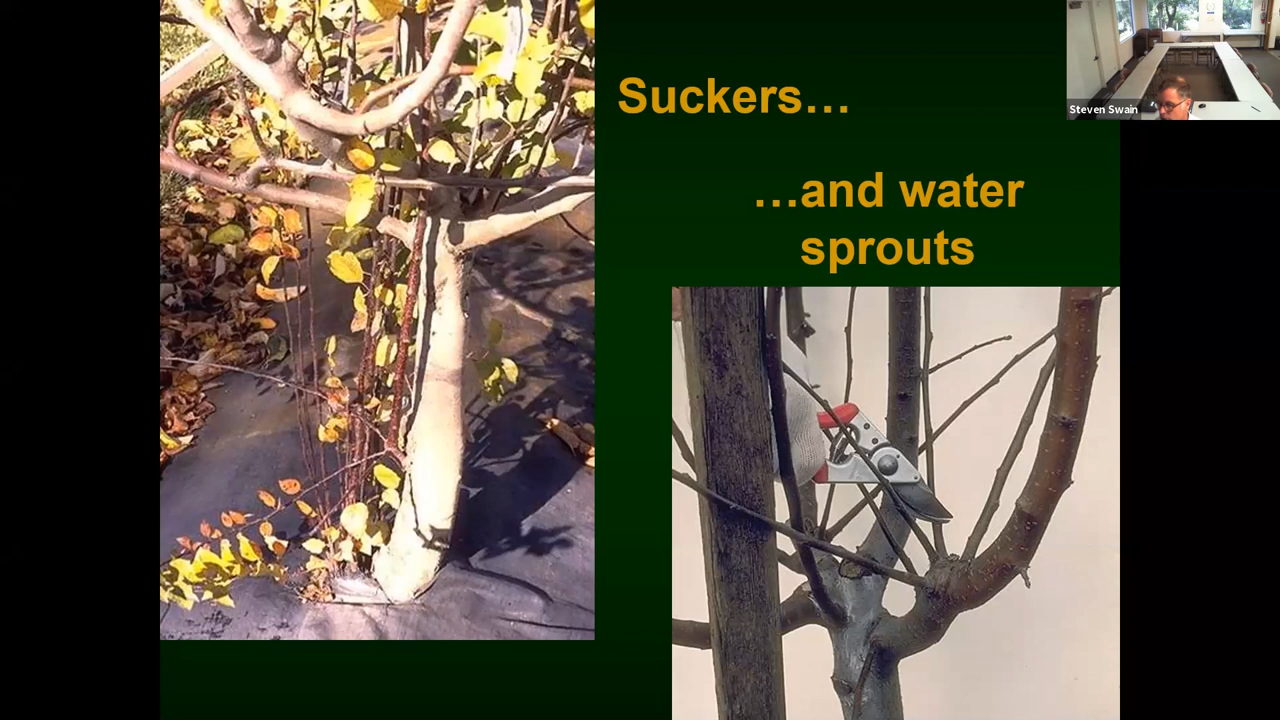 Suckers…
…and water
sprouts
Steven Swain